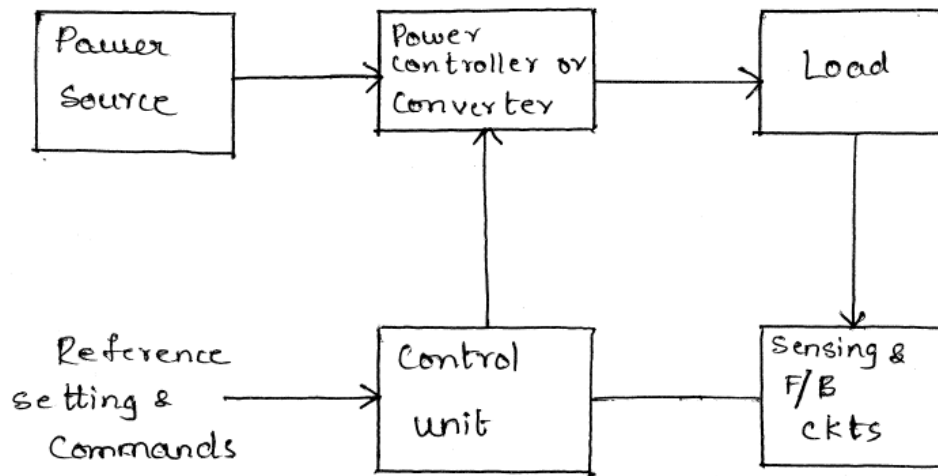 Power
Source
Power
Controller or
Converter
Load
Reference
Setting &
Commands
Control
unit
Sensing &
F/B
ckts